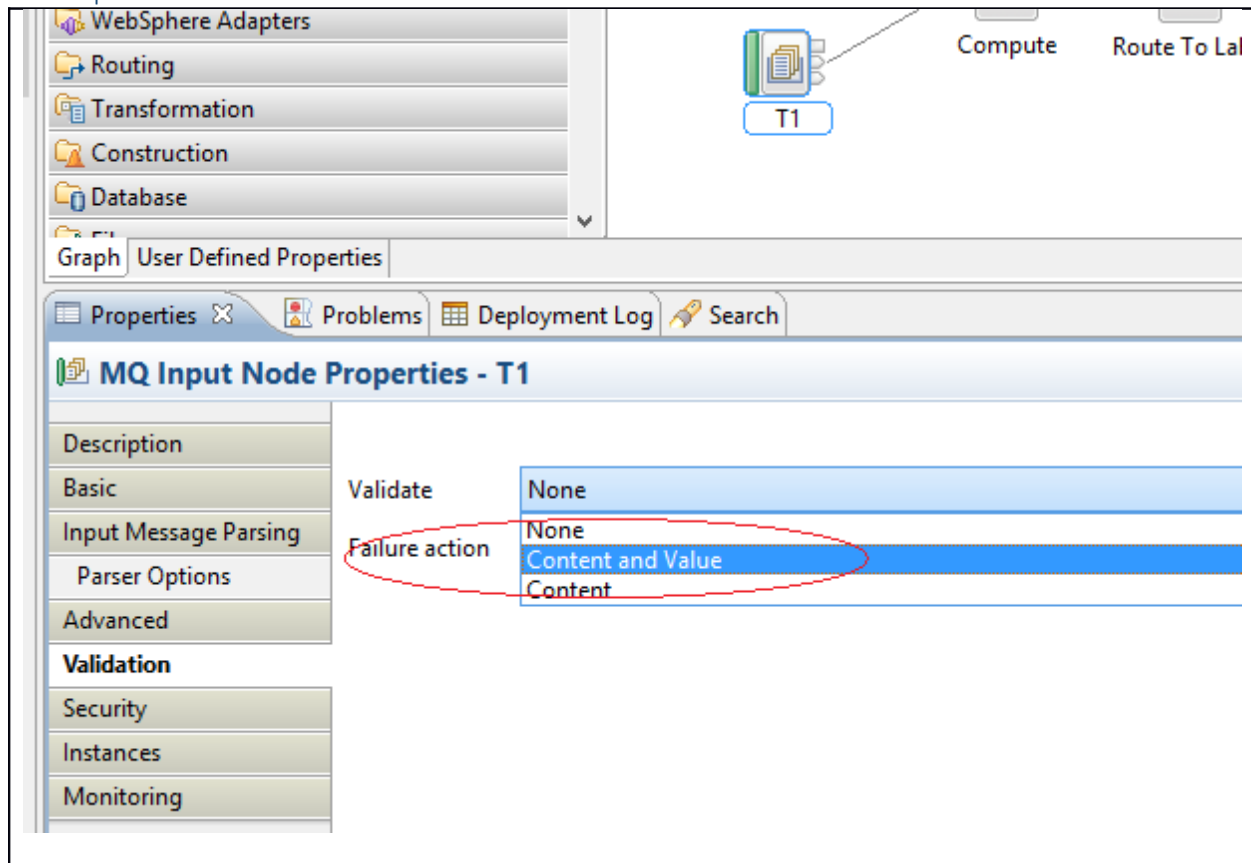 WebSphere Adapters
Routing
Transformation
Construction
Database
Compute
Route To Lal
T1
Graph
User Defined Properties
Properties
Problems
Deployment Log
Search
MQ Input Node Properties - T1
Description
Basic
Input Message Parsing
Parser Options
Advanced
Validation
Security
Instances
Monitoring
Validate
None
Failure action
None
Content and Value
Content